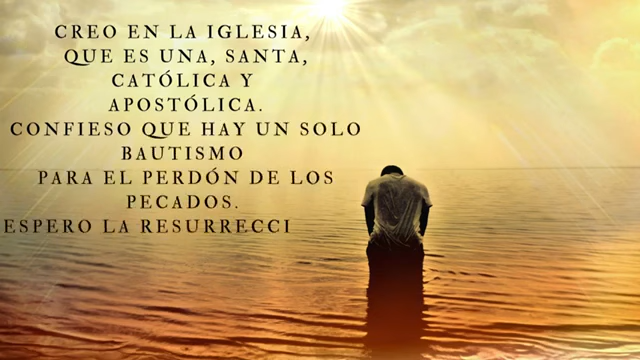 CREO EN LA IGLESIA,
QUE ES UNA, SANTA,
CATÓLICA Y
APOSTÓLICA.
CONFIESO QUE HAY UN SOLO
BAUTISMO
PARA EL PERDÓN DE LOS
PECADOS.
ESPERO LA RESURRECCI